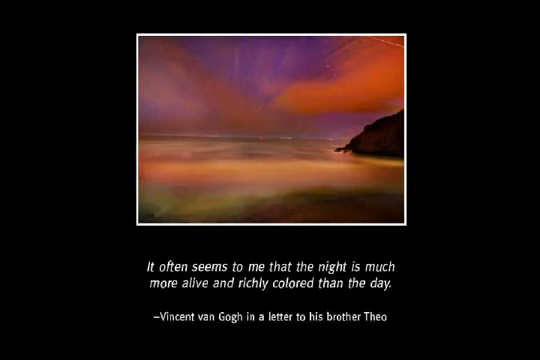 It often seems to me that the night is much
more alive and richly colored than the day.
–Vincent van Gogh in a letter to his brother Theo